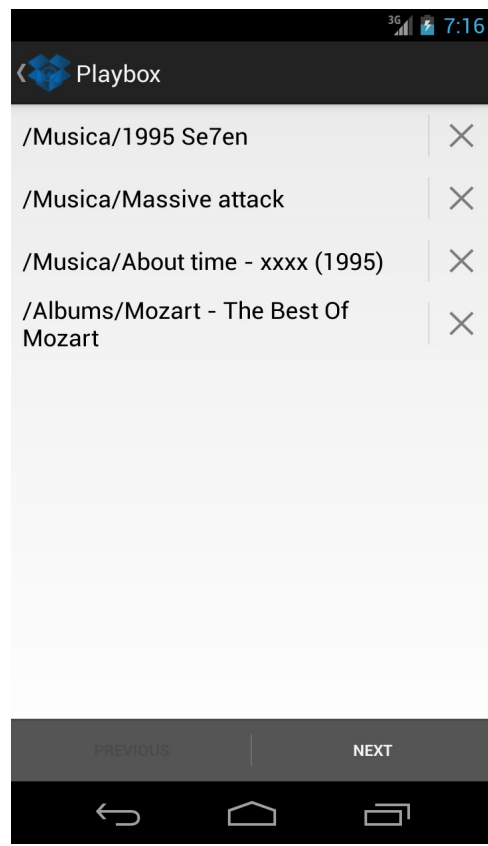 3G
7:16
Playbox
/Musica/1995 Se7en
/Musica/Massive attack
/Musica/About time - xxxx (1995)
/Albums/Mozart - The Best Of
Mozart
PREVIOUS
NEXT